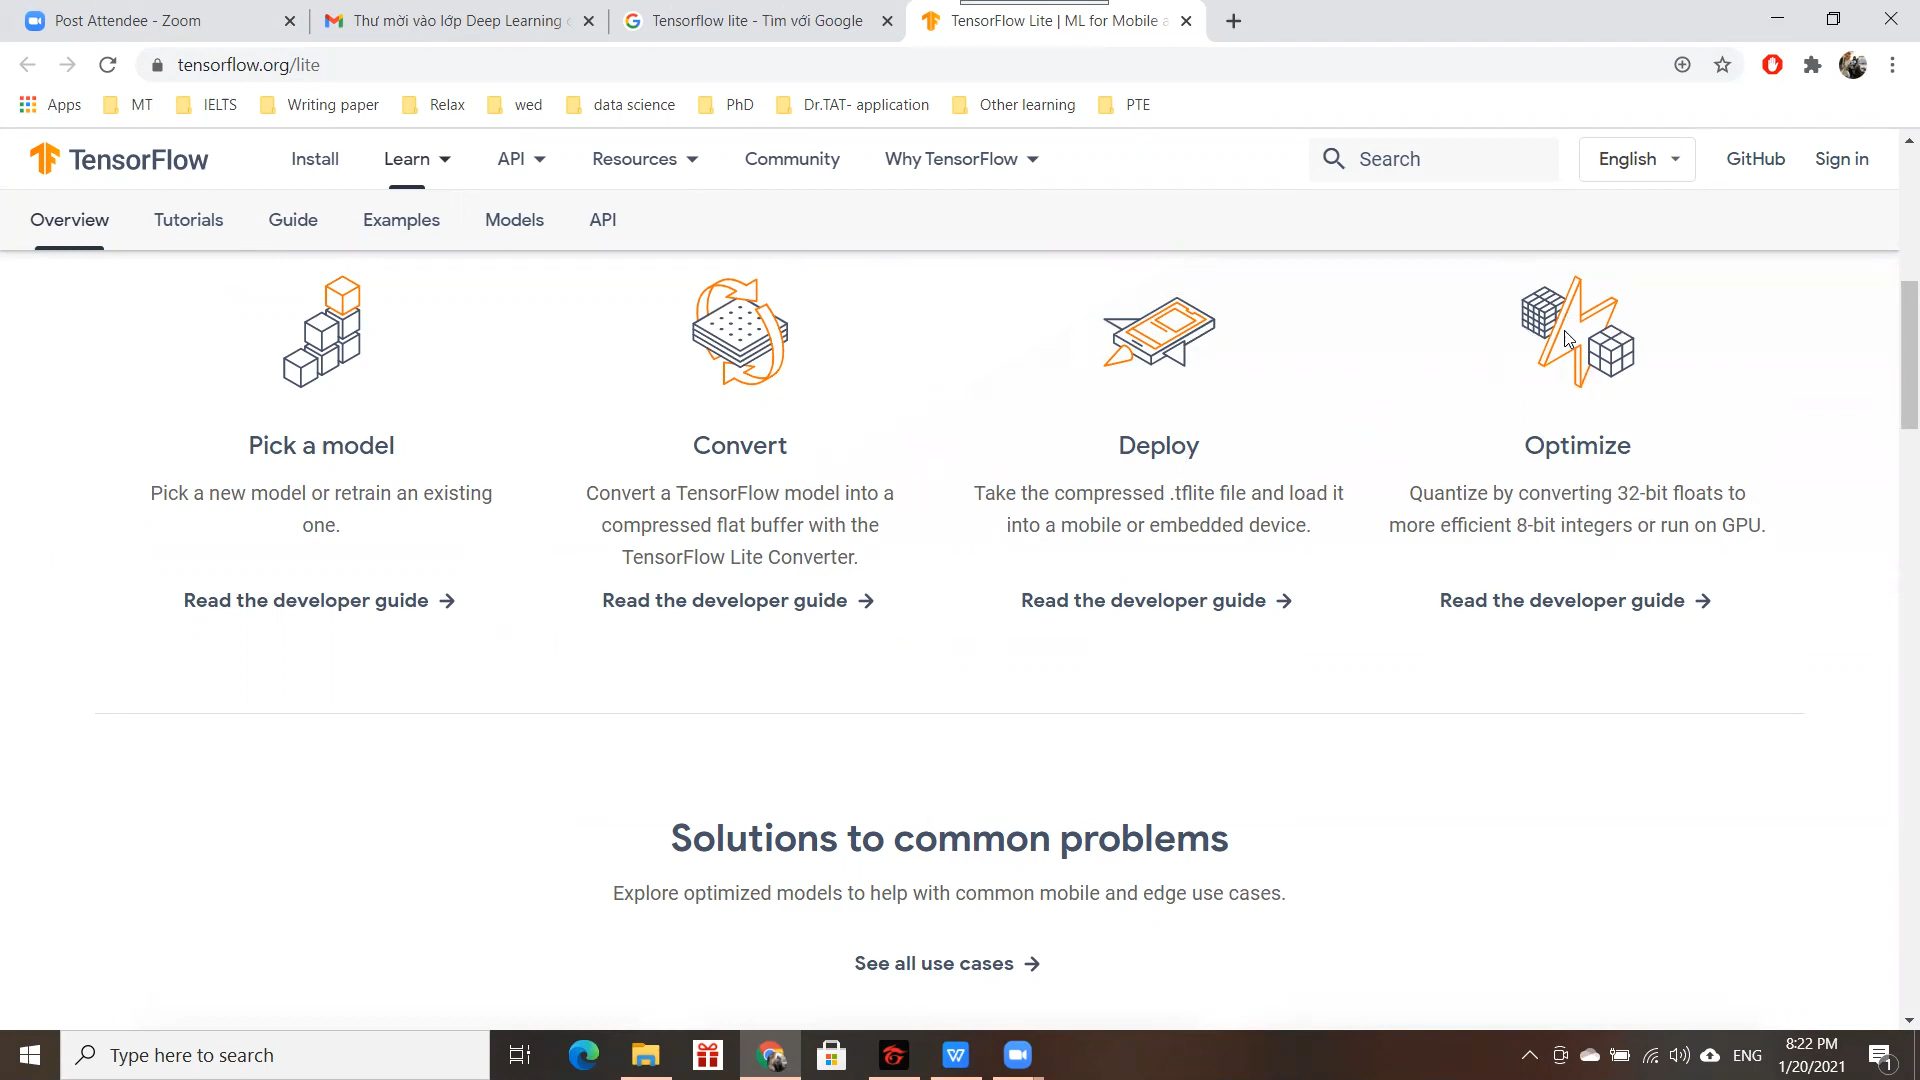 Post Attendee - Zoom
Thư mời vào lớp Deep Learning
Tensorflow lite - Tìm với Google
TensorFlow Lite | ML for Mobile a
tensorflow.org/lite
Apps
MT
IELTS
Writing paper
Relax
wed
data science
PhD
Dr.TAT- application
Other learning
PTE
TensorFlow
Install
Learn
API
Resources
Community
Why TensorFlow
Search
English
GitHub
Sign in
Overview
Tutorials
Guide
Examples
Models
API
Pick a model
Pick a new model or retrain an existing
one.
Read the developer guide →
Convert
Convert a TensorFlow model into a
compressed flat buffer with the
TensorFlow Lite Converter.
Read the developer guide →
Deploy
Take the compressed .tflite file and load it
into a mobile or embedded device.
Read the developer guide →
Optimize
Quantize by converting 32-bit floats to
more efficient 8-bit integers or run on GPU.
Read the developer guide →
Solutions to common problems
Explore optimized models to help with common mobile and edge use cases.
See all use cases →
Type here to search
ENG
8:22 PM
1/20/2021
1